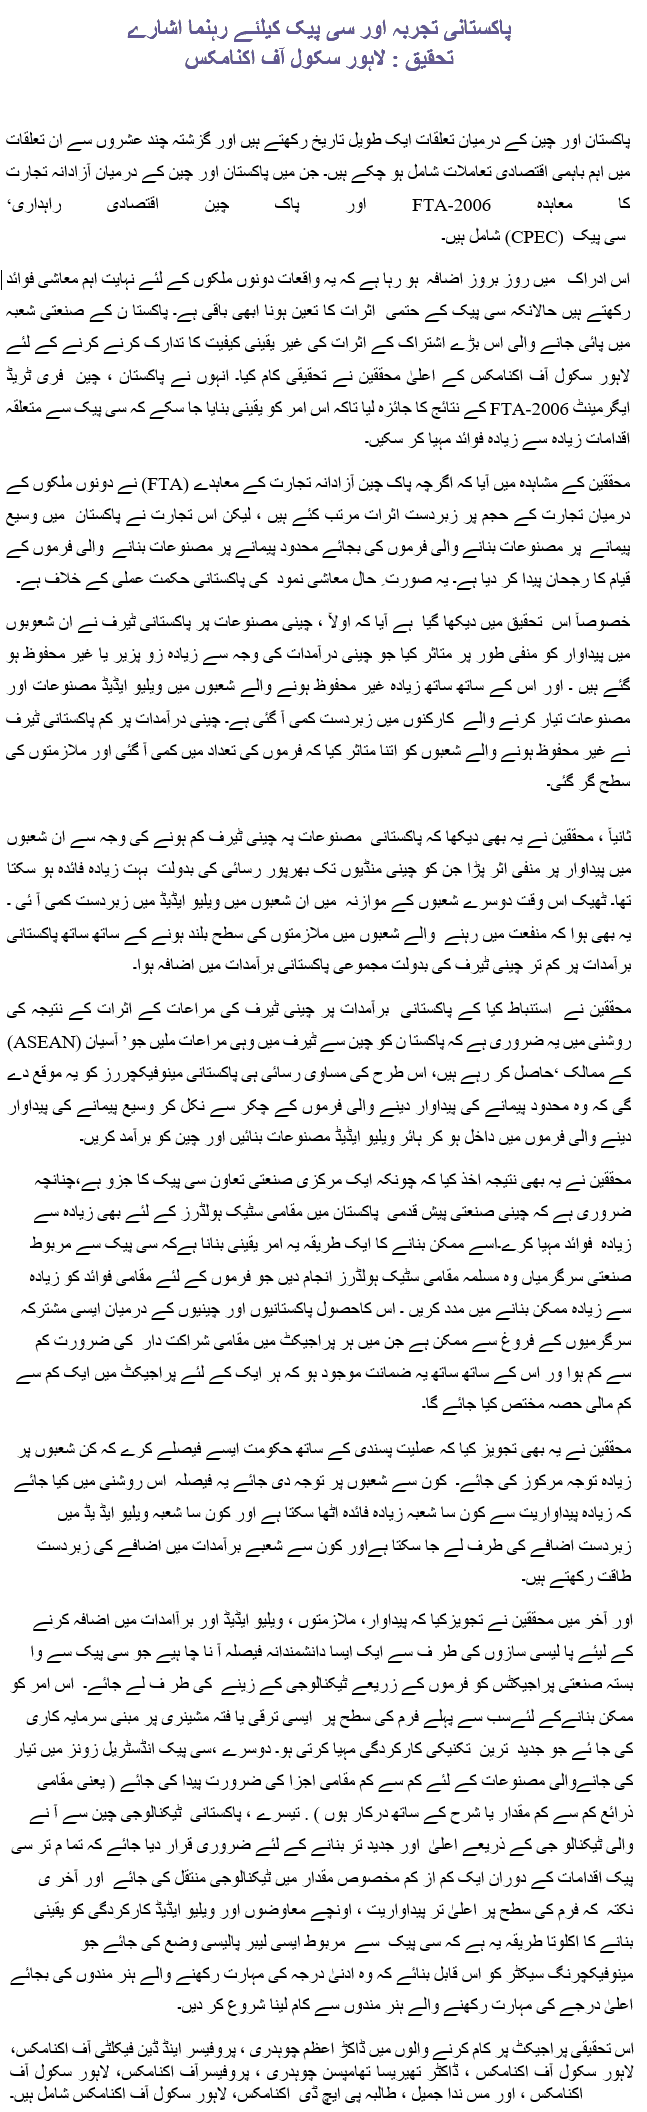 پاکستانی تجربہ اور سی پیک کیلئے رہنما اشارے
تحقیق : لاہور سکول آف اکنامکس
پاکستان اور چین کے درمیان تعلقات ایک طویل تاریخ رکھتے ہیں اور گزشتہ چند عشروں سے ان تعلقات
میں اہم باہمی اقتصادی تعاملات شامل ہو چکے ہیں۔ جن میں پاکستان اور چین کے درمیان آزادانہ تجارت
کا معاہدہ FTA-2006 اور پاک چین اقتصادی راہداری،
سی پیک (CPEC) شامل ہیں۔
اس ادراک میں روز بروز اضافہ ہو رہا ہے کہ یہ واقعات دونوں ملکوں کے لئے نہایت اہم معاشی فوائد
رکھتے ہیں حالانکہ سی پیک کے حتمی اثرات کا تعین ہونا ابھی باقی ہے۔ پاکستا ن کے صنعتی شعبہ
میں پائی جانے والی اس بڑے اشتراک کے اثرات کی غیر یقینی کیفیت کا تدارک کرنے کرنے کے لئے
لاہور سکول آف اکنامکس کے اعلیٰ محققین نے تحقیقی کام کیا۔ انہوں نے پاکستان ، چین فری ٹریڈ
ایگرمینٹ FTA-2006 کے نتائج کا جائزہ لیا تاکہ اس امر کو یقینی بنایا جا سکے کہ سی پیک سے متعلقہ
اقدامات زیادہ سے زیادہ فوائد مہیا کر سکیں۔
محققین کے مشاہدہ میں آیا کہ اگرچہ پاک چین آزادانہ تجارت کے معاہدے (FTA) نے دونوں ملکوں کے
درمیان تجارت کے حجم پر زبردست اثرات مرتب کئے ہیں ، لیکن اس تجارت نے پاکستان میں وسیع
پیمانے پر مصنوعات بنانے والی فرموں کی بجائے محدود پیمانے پر مصنوعات بنانے والی فرموں کے
قیام کا رجحان پیدا کر دیا ہے۔ یہ صورت ِ حال معاشی نمود کی پاکستانی حکمت عملی کے خلاف ہے۔
خصوصاً اس تحقیق میں دیکھا گیا ہے آیا کہ اولاً ، چینی مصنوعات پر پاکستانی ٹیرف نے ان شعوبوں
میں پیداوار کو منفی طور پر متاثر کیا جو چینی درآمدات کی وجہ سے زیادہ زو پزیر یا غیر محفوظ ہو
گئے ہیں ۔ اور اس کے ساتھ ساتھ زیادہ غیر محفوظ ہونے والے شعبوں میں ویلیو ایڈیڈ مصنوعات اور
مصنوعات تیار کرنے والے کارکنوں میں زبردست کمی آ گئی ہے۔ چینی درآمدات پر کم پاکستانی ٹیرف
نے غیر محفوظ ہونے والے شعبوں کو اتنا متاثر کیا کہ فرموں کی تعداد میں کمی آ گئی اور ملازمتوں کی
سطح گر گئی۔
ثانیاً ، محققین نے یہ بھی دیکھا کہ پاکستانی مصنوعات پہ چینی ٹیرف کم ہونے کی وجہ سے ان شعبوں
میں پیداوار پر منفی اثر پڑا جن کو چینی منڈیوں تک بھرپور رسائی کی بدولت بہت زیادہ فائدہ ہو سکتا
تھا۔ ٹھیک اس وقت دوسرے شعبوں کے موازنہ میں ان شعبوں میں ویلیو ایڈیڈ میں زبردست کمی آ ئی ۔
یہ بھی ہوا کہ منفعت میں رہنے والے شعبوں میں ملازمتوں کی سطح بلند ہونے کے ساتھ ساتھ پاکستانی
برآمدات پر کم تر چینی ٹیرف کی بدولت مجموعی پاکستانی برآمدات میں اضافہ ہوا۔
محققین نے استنباط کیا کے پاکستانی برآمدات پر چینی ٹیرف کی مراعات کے اثرات کے نتیجہ کی
روشنی میں یہ ضروری ہے کہ پاکستا ن کو چین سے ٹیرف میں وہی مراعات ملیں جو’ آسیان (ASEAN)
کے ممالک ‘حاصل کر رہے ہیں، اس طرح کی مساوی رسائی ہی پاکستانی مینوفیکچررز کو یہ موقع دے
گی کہ وہ محدود پیمانے کی پیداوار دینے والی فرموں کے چکر سے نکل کر وسیع پیمانے کی پیداوار
دینے والی فرموں میں داخل ہو کر ہائر ویلیو ایڈیڈ مصنوعات بنائیں اور چین کو برآمد کریں۔
محققین نے یہ بھی نتیجہ اخذ کیا کہ چونکہ ایک مرکزی صنعتی تعاون سی پیک کا جزو ہے،چنانچہ
ضروری ہے کہ چینی صنعتی پیش قدمی پاکستان میں مقامی سٹیک ہولڈرز کے لئے بھی زیادہ سے
زیادہ فوائد مہیا کرے۔اسے ممکن بنانے کا ایک طریقہ یہ امر یقینی بنانا ہےکہ سی پیک سے مربوط
صنعتی سرگرمیاں وہ مسلمہ مقامی سٹیک ہولڈرز انجام دیں جو فرموں کے لئے مقامی فوائد کو زیادہ
سے زیادہ ممکن بنانے میں مدد کریں ۔ اس کاحصول پاکستانیوں اور چینیوں کے درمیان ایسی مشترکہ
سرگرمیوں کے فروغ سے ممکن ہے جن میں ہر پراجیکٹ میں مقامی شراکت دار کی ضرورت کم
سے کم ہوا ور اس کے ساتھ ساتھ یہ ضمانت موجود ہو کہ ہر ایک کے لئے پراجیکٹ میں ایک کم سے
کم مالی حصہ مختص کیا جائے گا۔
محققین نے یہ بھی تجویز کیا کہ عملیت پسندی کے ساتھ حکومت ایسے فیصلے کرے کہ کن شعبوں پر
زیادہ توجہ مرکوز کی جائے۔ کون سے شعبوں پر توجہ دی جائے یہ فیصلہ اس روشنی میں کیا جائے
کہ زیادہ پیداواریت سے کون سا شعبہ زیادہ فائدہ اٹھا سکتا ہے اور کون سا شعبہ ویلیو ایڈ یڈ میں
زبردست اضافے کی طرف لے جا سکتا ہےاور کون سے شعبے برآمدات میں اضافے کی زبردست
طاقت رکھتے ہیں۔
اور آخر میں محققین نے تجویزکیا کہ پیداوار، ملازمتوں ، ویلیو ایڈیڈ اور برآامدات میں اضافہ کرنے
کے لیئے پا لیسی سازوں کی طر ف سے ایک ایسا دانشمندانہ فیصلہ آ نا چا ہیے جو سی پیک سے وا
بستہ صنعتی پراجیکٹس کو فرموں کے زریعے ٹیکنالوجی کے زینے کی طر ف لے جائے۔ اس امر کو
ممکن بنانےکے لئےسب سے پہلے فرم کی سطح پر ایسی ترقی یا فتہ مشینری پر مبنی سرمایہ کاری
کی جا ئے جو جدید ترین تکنیکی کارکردگی مہیا کرتی ہو۔ دوسرے ،سی پیک انڈسٹریل زونز میں تیار
کی جانےوالی مصنوعات کے لئے کم سے کم مقامی اجزا کی ضرورت پیدا کی جائے ( یعنی مقامی
ذرائع کم سے کم مقدار یا شرح کے ساتھ درکار ہوں ) . تیسرے ، پاکستانی ٹیکنالوجی چین سے آ نے
والی ٹیکنالو جی کے ذریعے اعلیٰ اور جدید تر بنانے کے لئے ضروری قرار دیا جائے کہ تما م تر سی
پیک اقدامات کے دوران ایک کم از کم مخصوص مقدار میں ٹیکنالوجی منتقل کی جائے اور آخر ی
نکتہ کہ فرم کی سطح پر اعلیٰ تر پیداواریت ، اونچے معاوضوں اور ویلیو ایڈیڈ کارکردگی کو یقینی
بنانے کا اکلوتا طریقہ یہ ہے کہ سی پیک سے مربوط ایسی لیبر پالیسی وضع کی جائے جو
مینوفیکچرنگ سیکٹر کو اس قابل بنائے کہ وہ ادنیٰ درجہ کی مہارت رکھنے والے ہنر مندوں کی بجائے
اعلیٰ درجے کی مہارت رکھنے والے ہنر مندوں سے کام لینا شروع کر دیں۔
اس تحقیقی پراجیکٹ پر کام کرنے والوں میں ڈاکڑ اعظم چوہدری ، پروفیسر اینڈ ڈین فیکلٹی آف اکنامکس،
لاہور سکول آف اکنامکس ، ڈاکٹر تھیریسا تھامپسن چوہدری ، پروفیسرآف اکنامکس، لاہور سکول آف
اکنامکس ، اور مس ندا جمیل ، طالبہ پی ایچ ڈی اکنامکس، لاہور سکول آف اکنامکس شامل ہیں۔